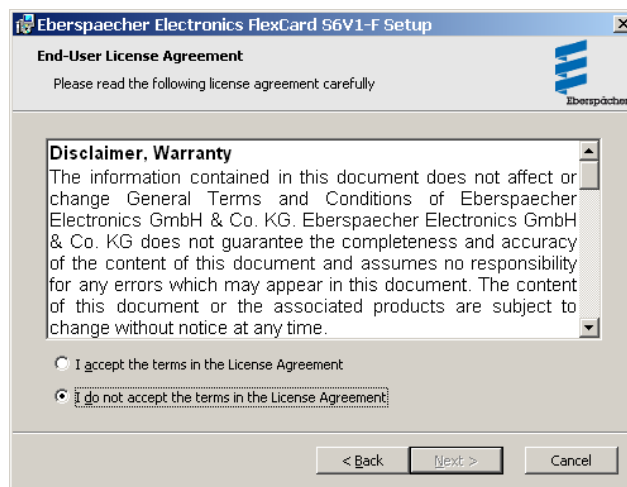 Eberspaecher Electronics FlexCard S6V1-F Setup
End-User License Agreement
Please read the following license agreement carefully
Eberspächer
Disclaimer, Warranty
The information contained in this document does not affect or
change General Terms and Conditions of Eberspaecher
Electronics GmbH & Co. KG. Eberspaecher Electronics GmbH
& Co. KG does not guarantee the completeness and accuracy
of the content of this document and assumes no responsibility
for any errors which may appear in this document. The content
of this document or the associated products are subject to
change without notice at any time.
I accept the terms in the License Agreement
I do not accept the terms in the License Agreement
< Back
Next >
Cancel